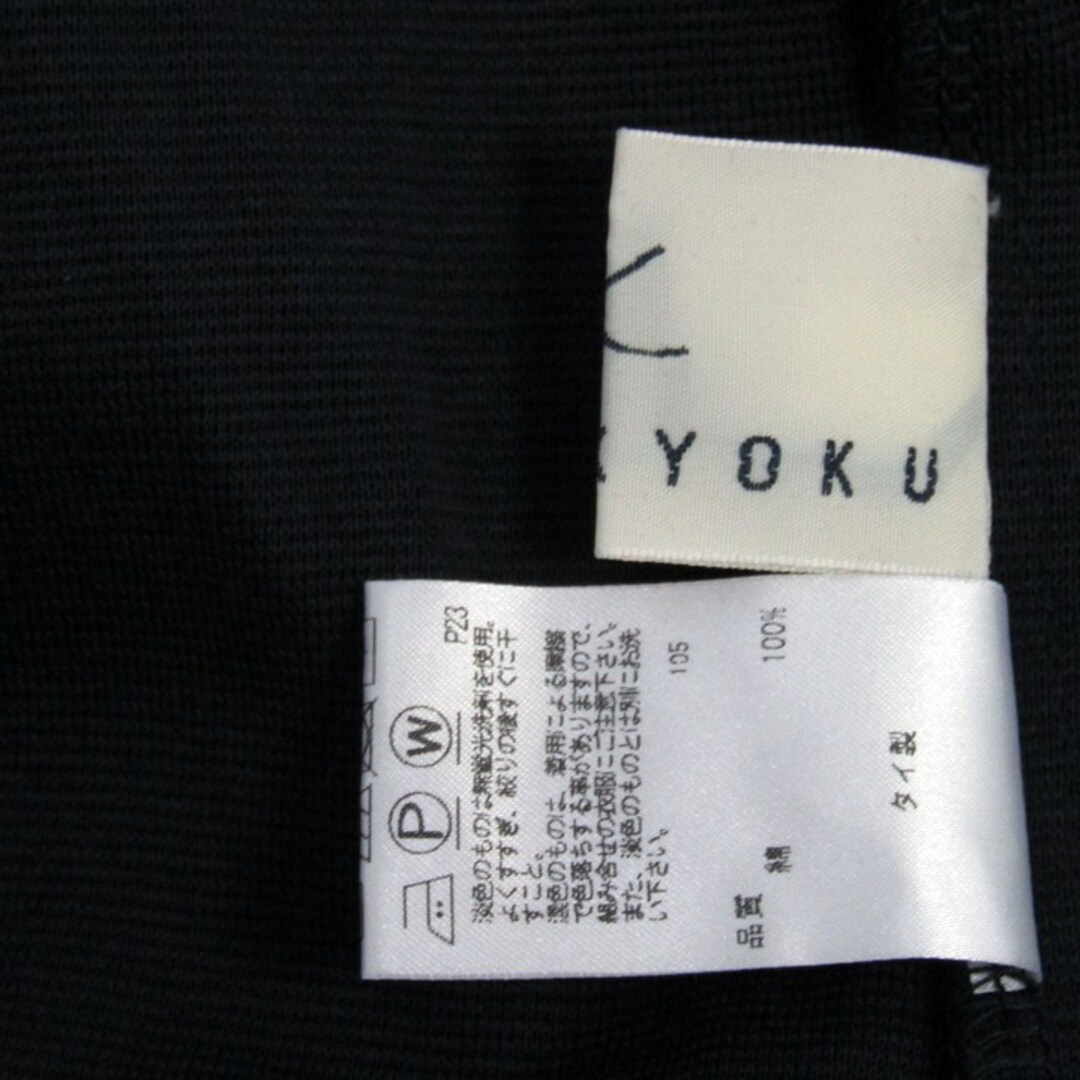 YOKU
P23
淡色のものは無蛍光洗剤を使用。
よくすすぎ、絞りの後すぐに干
すこと。
濃色のものは、着用による摩擦
で色落ちする事がありますので、
組み合せの衣服にご注意下さい。
また、淡色のものとは別にお洗
い下さい。
105
品質
綿 100%
タイ製
P W